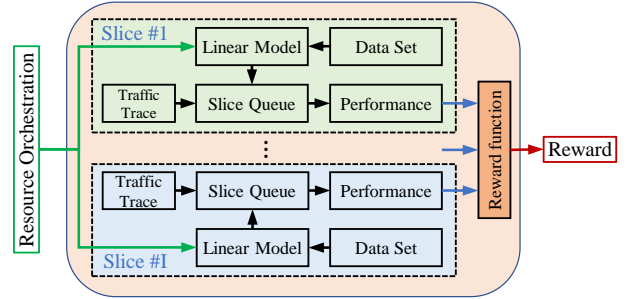 Resource Orchestration
Slice #1
Linear Model
Data Set
Traffic
Trace
Slice Queue
Performance
...
Traffic
Trace
Slice Queue
Performance
Linear Model
Data Set
Slice #I
Reward function
Reward